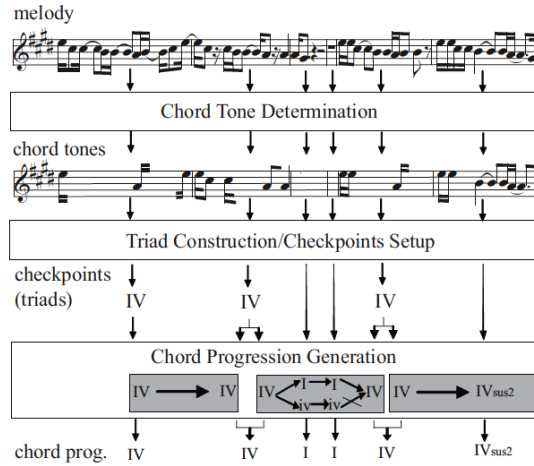 melody
Chord Tone Determination
chord tones
Triad Construction/Checkpoints Setup
checkpoints
(triads)
IV IV IV
Chord Progression Generation
I I
IV IV IV IV IV IVsus2
iv iv
chord prog. IV IV I I IV IVsus2